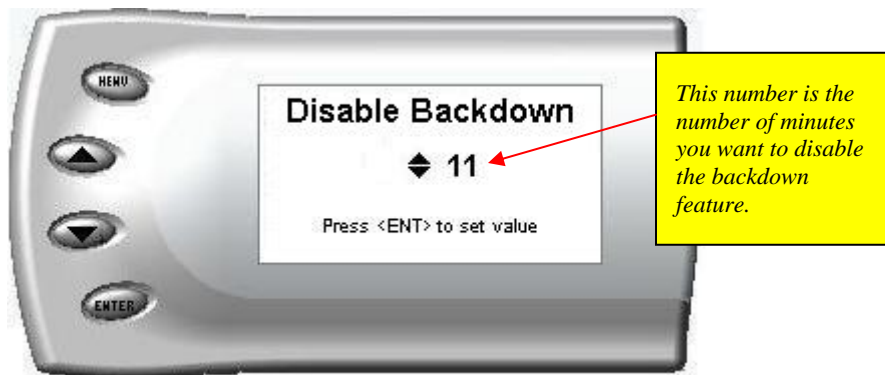 MENU
Disable Backdown
11
Press <ENT> to set value
ENTER
This number is the
number of minutes
you want to disable
the backdown
feature.